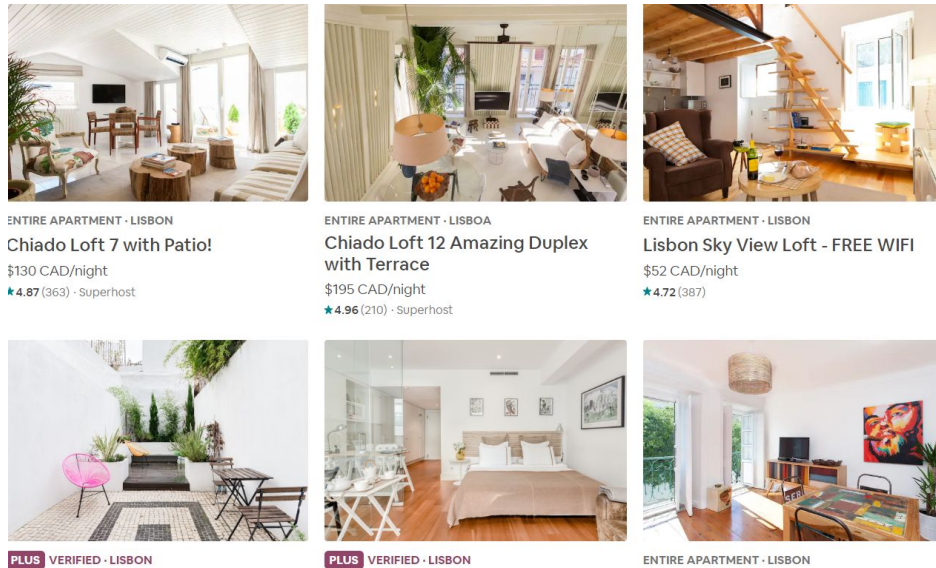 ENTIRE APARTMENT · LISBON
Chiado Loft 7 with Patio!
$130 CAD/night
★4.87 (363) · Superhost
ENTIRE APARTMENT · LISBOA
Chiado Loft 12 Amazing Duplex
with Terrace
$195 CAD/night
★4.96 (210) · Superhost
ENTIRE APARTMENT · LISBON
Lisbon Sky View Loft - FREE WIFI
$52 CAD/night
★4.72 (387)
PLUS VERIFIED · LISBON
PLUS VERIFIED · LISBON
ENTIRE APARTMENT · LISBON